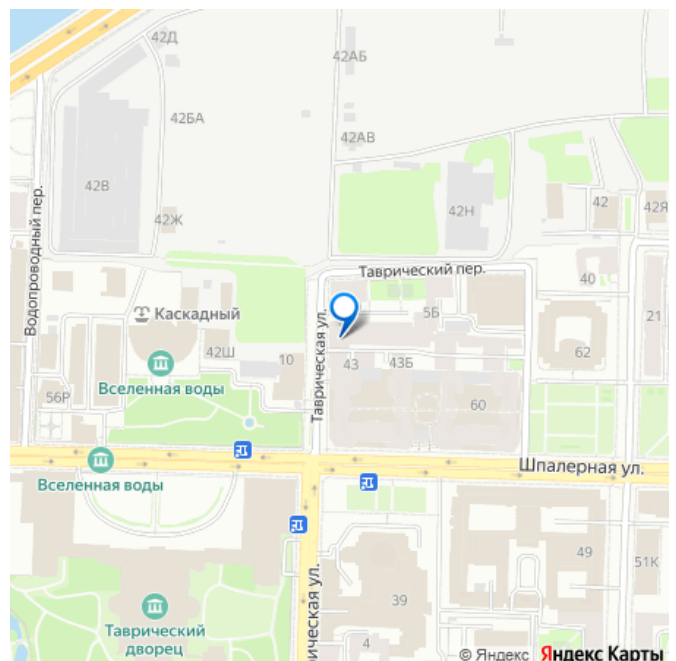 42Д
42АБ
42БА
42АВ
42В
42
42Я
42Н
42Ж
Водопроводный пер.
Таврический пер.
40
Каскадный
5Б
21
Таврическая ул.
42Ш
10
43
43Б
62
Вселенная воды
56Р
60
Шпалерная ул.
Вселенная воды
49
51К
39
рическая ул.
Таврический
дворец
4
© Яндекс Яндекс Карты